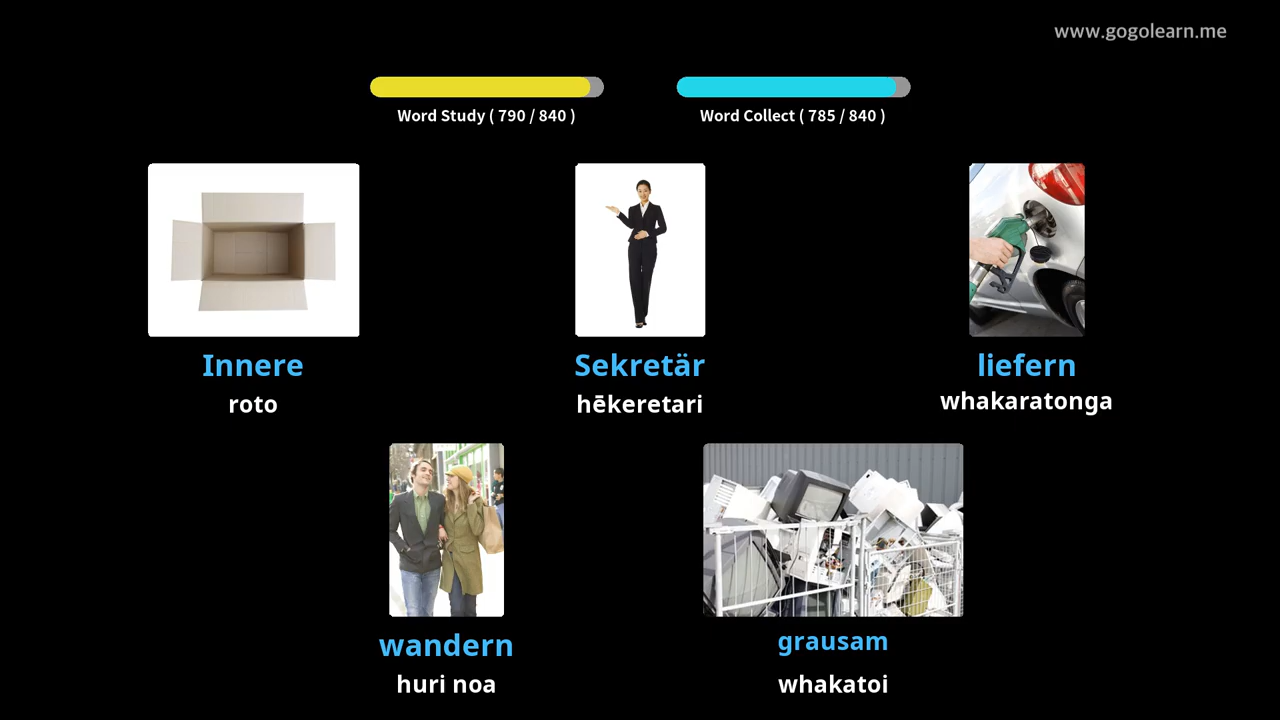 www.gogolearn.me
Word Study ( 790 / 840 )
Word Collect ( 785 / 840 )
Innere
roto
Sekretär
hēkeretari
liefern
whakaratonga
wandern
huri noa
grausam
whakatoi